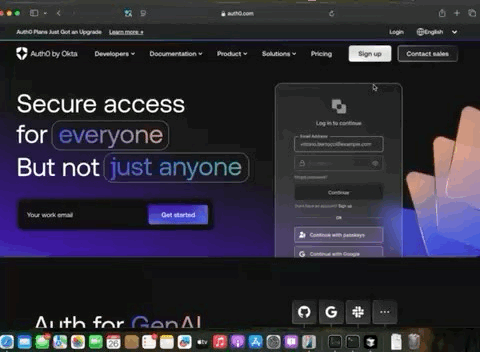 auth0.com
Auth0 Plans Just Got an Upgrade Learn more → Login English
Auth0 by Okta Developers Documentation Product Solutions Pricing Sign up Contact sales
Secure access
for everyone
But not just anyone
Your work email Get started
Log in to continue
Email Address
Forgot password?
Continue
Don't have an account? Sign up
OR
Continue with passkeys
Continue with Google
Auth for GenAI
26